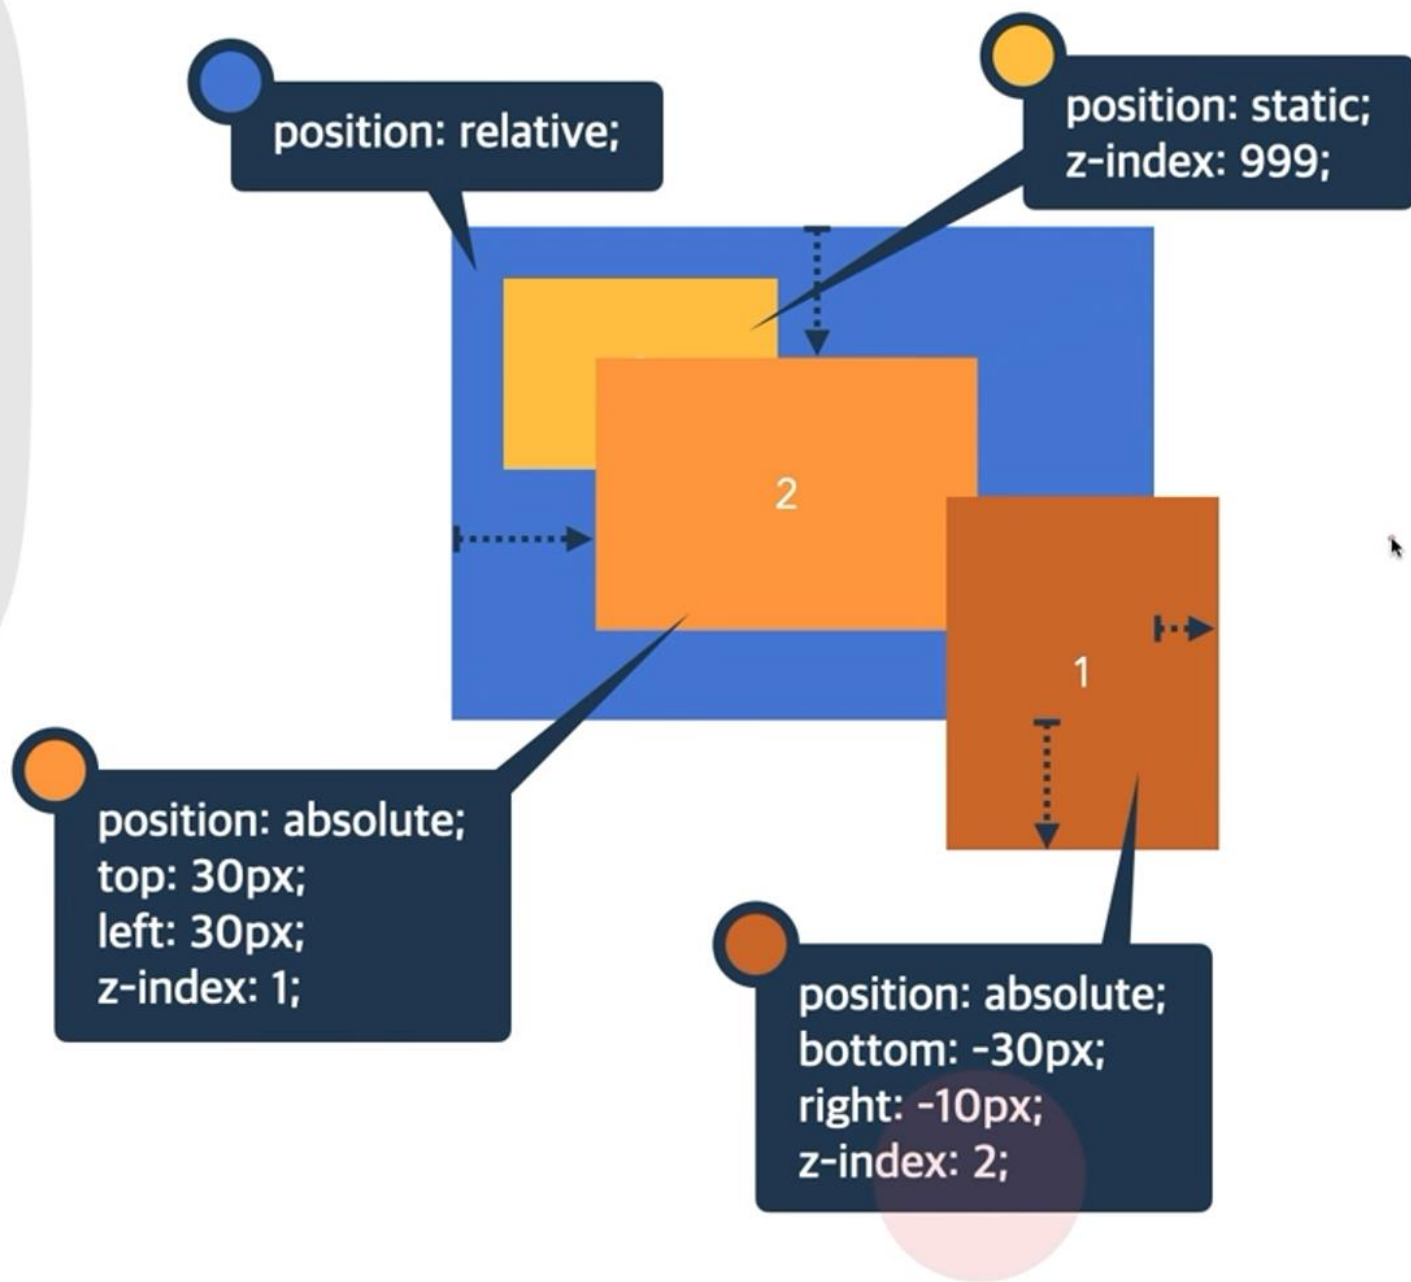 position: relative;
position: static;
z-index: 999;
2
1
position: absolute;
top: 30px;
left: 30px;
z-index: 1;
position: absolute;
bottom: -30px;
right: -10px;
z-index: 2;